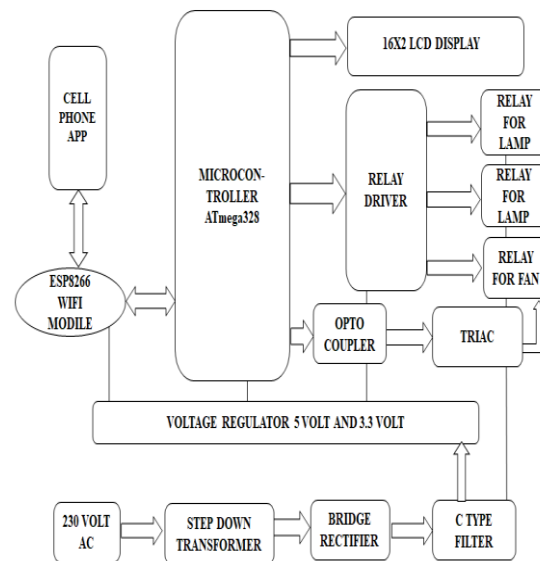 16X2 LCD DISPLAY
CELL
PHONE
APP
RELAY
FOR
LAMP
MICROCON-
TROLLER
ATmega328
RELAY
DRIVER
RELAY
FOR
LAMP
RELAY
FOR FAN
ESP8266
WIFI
MODILE
OPTO
COUPLER
TRIAC
VOLTAGE REGULATOR 5 VOLT AND 3.3 VOLT
230 VOLT
AC
STEP DOWN
TRANSFORMER
BRIDGE
RECTIFIER
C TYPE
FILTER